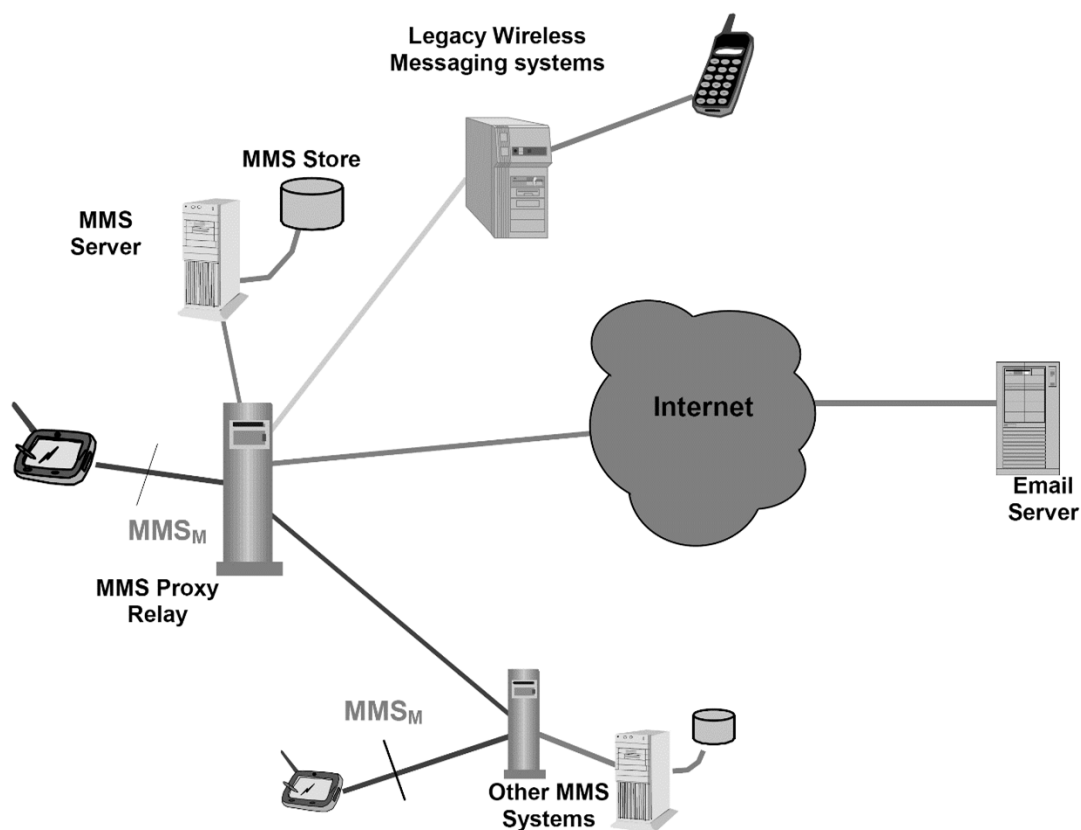 Legacy Wireless
Messaging systems
MMS Store
MMS
Server
Internet
Email
Server
MMSM
MMS Proxy
Relay
MMSM
Other MMS
Systems